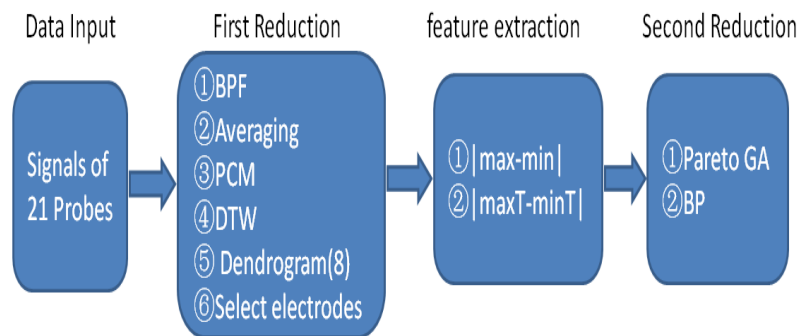 Data Input
First Reduction
feature extraction
Second Reduction
Signals of
21 Probes
①BPF
②Averaging
③PCM
④DTW
⑤ Dendrogram(8)
⑥Select electrodes
①|max-min|
②|maxT-minT|
①Pareto GA
②BP